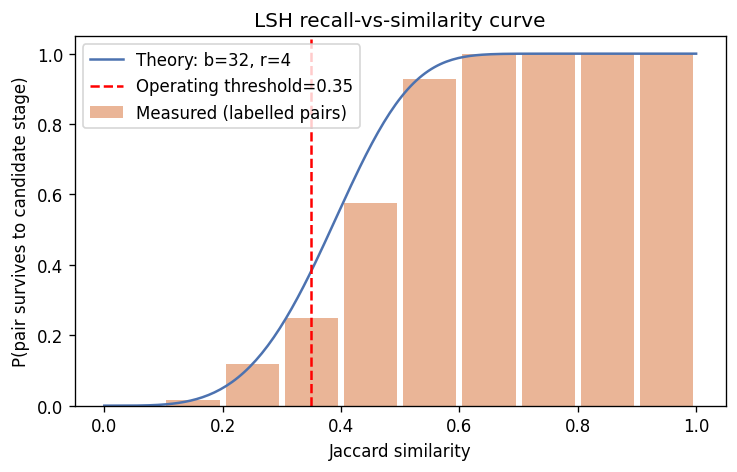 LSH recall-vs-similarity curve
Theory: b=32, r=4
Operating threshold=0.35
Measured (labelled pairs)
P(pair survives to candidate stage)
1.0
0.8
0.6
0.4
0.2
0.0
0.0 0.2 0.4 0.6 0.8 1.0
Jaccard similarity